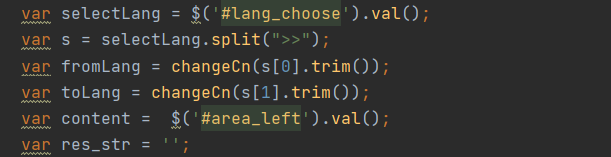 var selectLang = $('#lang_choose').val();
var s = selectLang.split(">>");
var fromLang = changeCn(s[0].trim());
var toLang = changeCn(s[1].trim());
var content =  $('#area_left').val();
var res_str = '';